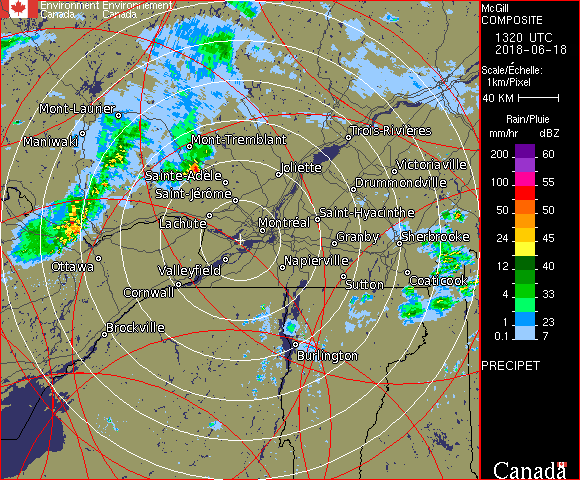 Environment Environnement
Canada Canada
McGill
COMPOSITE
1320 UTC
2018-06-18
Scale/Échelle:
1km/Pixel
40 KM
Rain/Pluie
mm/hr dBZ
200 60
150 55
100 55
50 50
24 45
12 40
4 33
1 23
0.1 7
PRECIPET
Canada
Mont-Laurier
Maniwaki
Mont-Tremblant
Trois-Rivières
Sainte-Adèle
Joliette
Victoriaville
Drummondville
Saint-Jérôme
Lachute
Montréal
Saint-Hyacinthe
Granby
Sherbrooke
Ottawa
Valleyfield
Napierville
Cornwall
Sutton
Coaticook
Brockville
Burlington